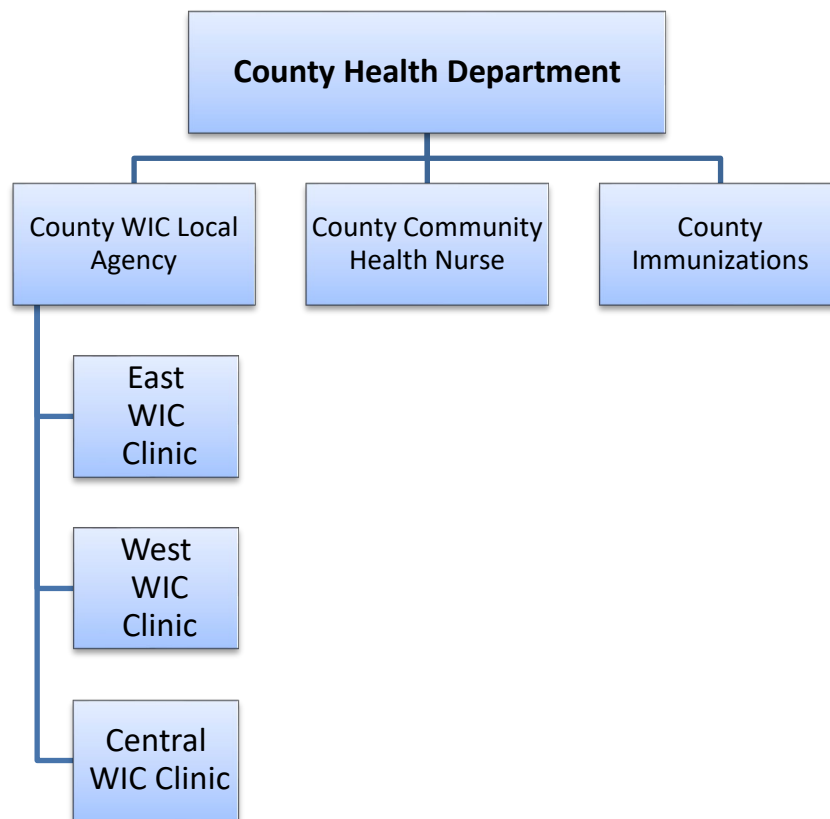 County Health Department
County WIC Local
Agency
County Community
Health Nurse
County
Immunizations
East
WIC
Clinic
West
WIC
Clinic
Central
WIC Clinic